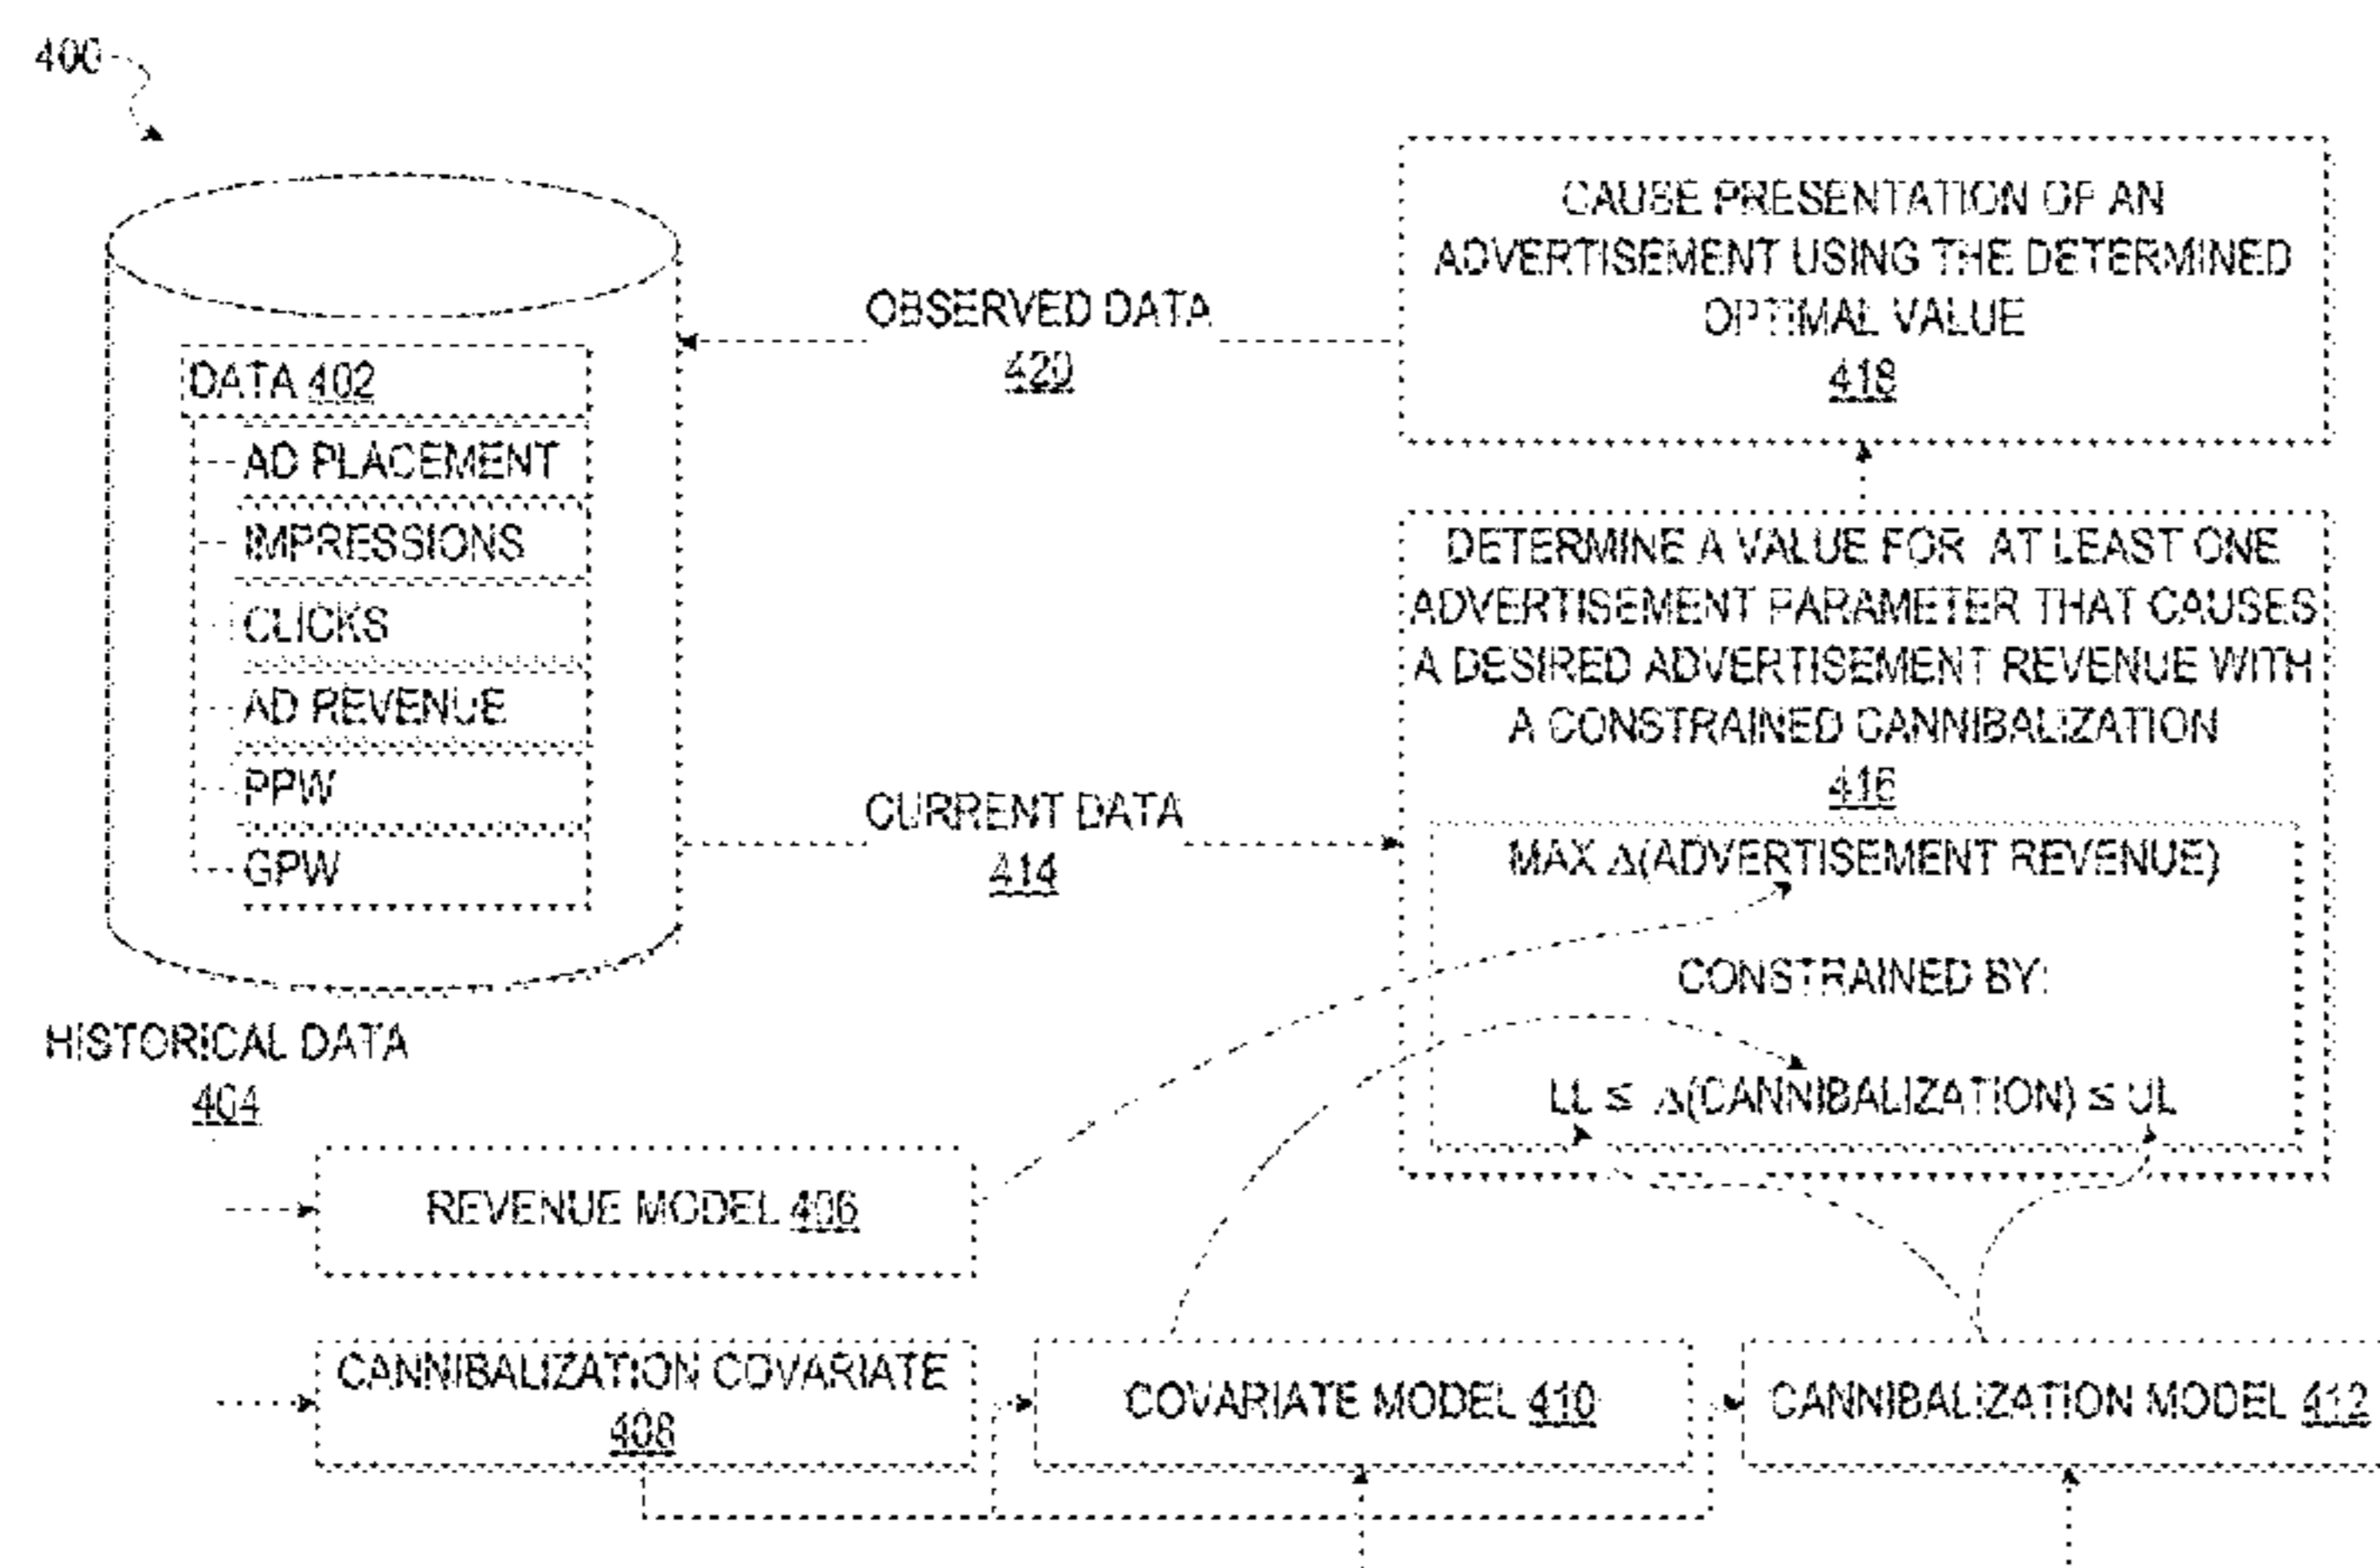 400
DATA 402
AD PLACEMENT
IMPRESSIONS
CLICKS
AD REVENUE
PPW
GPW
HISTORICAL DATA
404
OBSERVED DATA
420
CURRENT DATA
414
CAUSE PRESENTATION OF AN
ADVERTISEMENT USING THE DETERMINED
OPTIMAL VALUE
418
DETERMINE A VALUE FOR AT LEAST ONE
ADVERTISEMENT PARAMETER THAT CAUSES
A DESIRED ADVERTISEMENT REVENUE WITH
A CONSTRAINED CANNIBALIZATION
416
MAX Δ(ADVERTISEMENT REVENUE)
CONSTRAINED BY:
LL ≤ Δ(CANNIBALIZATION) ≤ UL
REVENUE MODEL 406
CANNIBALIZATION COVARIATE
408
COVARIATE MODEL 410
CANNIBALIZATION MODEL 412